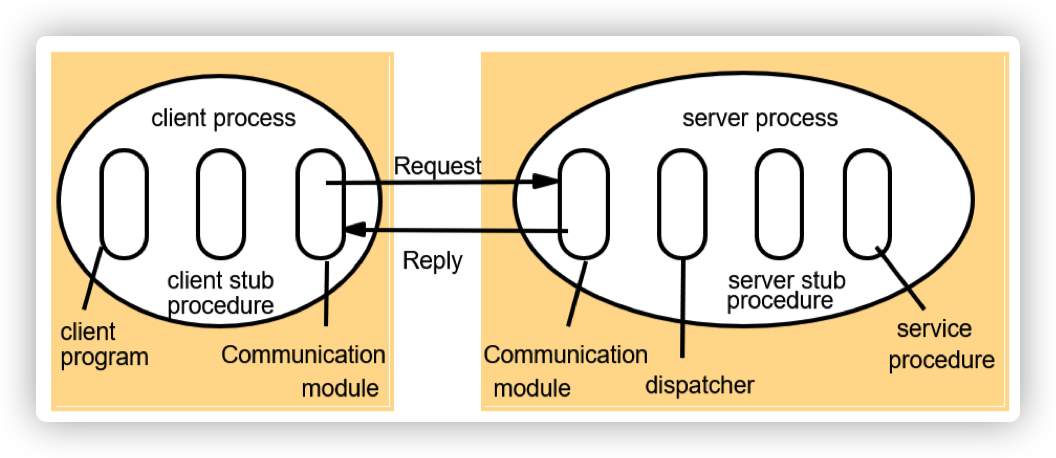 client process
server process
Request
Reply
client stub
procedure
server stub
procedure
client
program
Communication
module
Communication
module
dispatcher
service
procedure